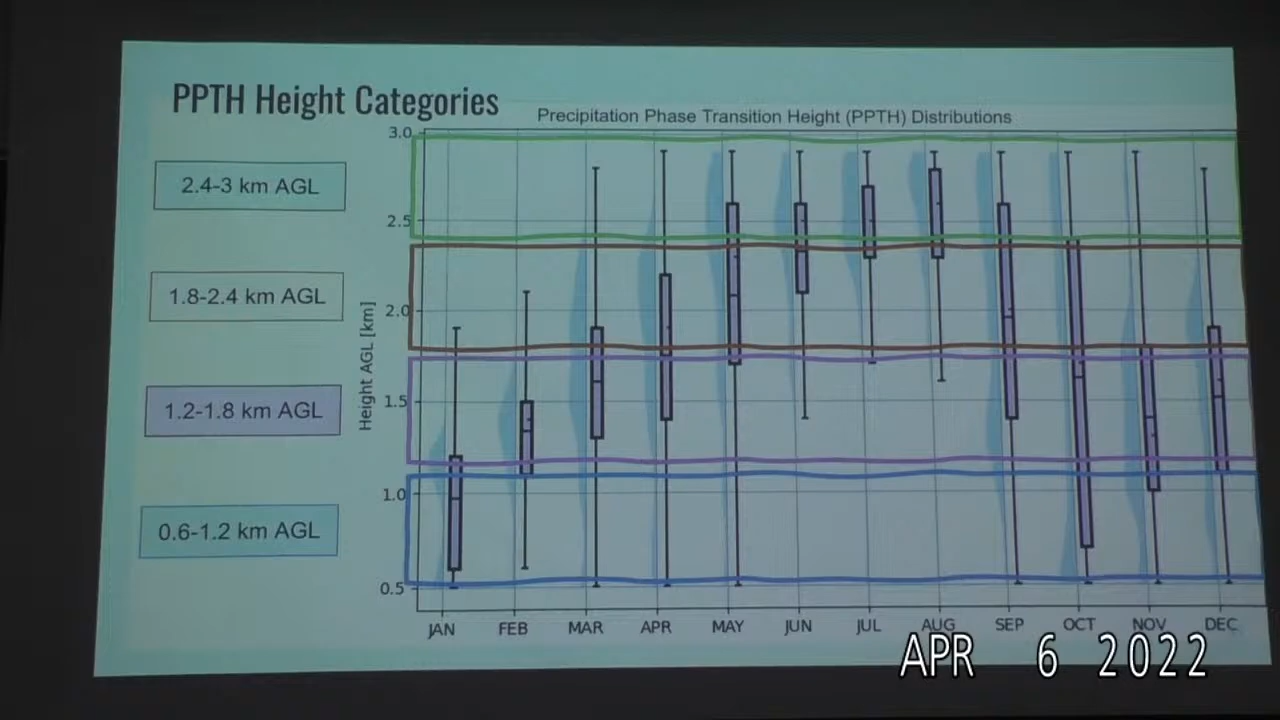 PPTH Height Categories
Precipitation Phase Transition Height (PPTH) Distributions
2.4-3 km AGL
1.8-2.4 km AGL
1.2-1.8 km AGL
0.6-1.2 km AGL
Height AGL [km]
3.0
2.5
2.0
1.5
1.0
0.5
JAN FEB MAR APR MAY JUN JUL AUG SEP OCT NOV DEC
APR 6 2022